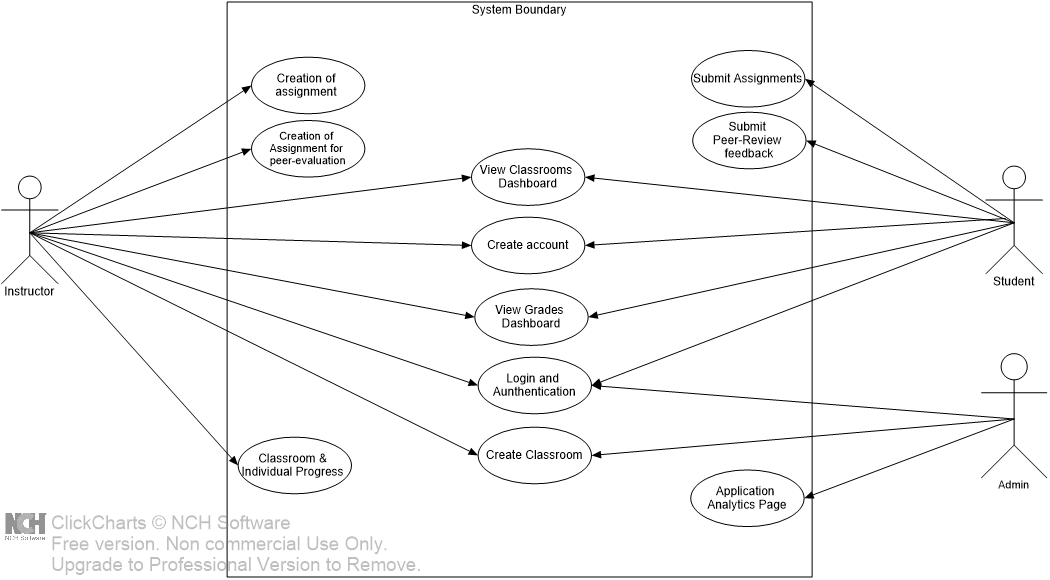 System Boundary
Creation of
assignment
Submit Assignments
Creation of
Assignment for
peer-evaluation
Submit
Peer-Review
feedback
View Classrooms
Dashboard
Create account
Instructor
Student
View Grades
Dashboard
Login and
Aunthentication
Create Classroom
Classroom &
Individual Progress
Admin
Application
Analytics Page
NCH
NCH Software
ClickCharts © NCH Software
Free version. Non commercial Use Only.
Upgrade to Professional Version to Remove.